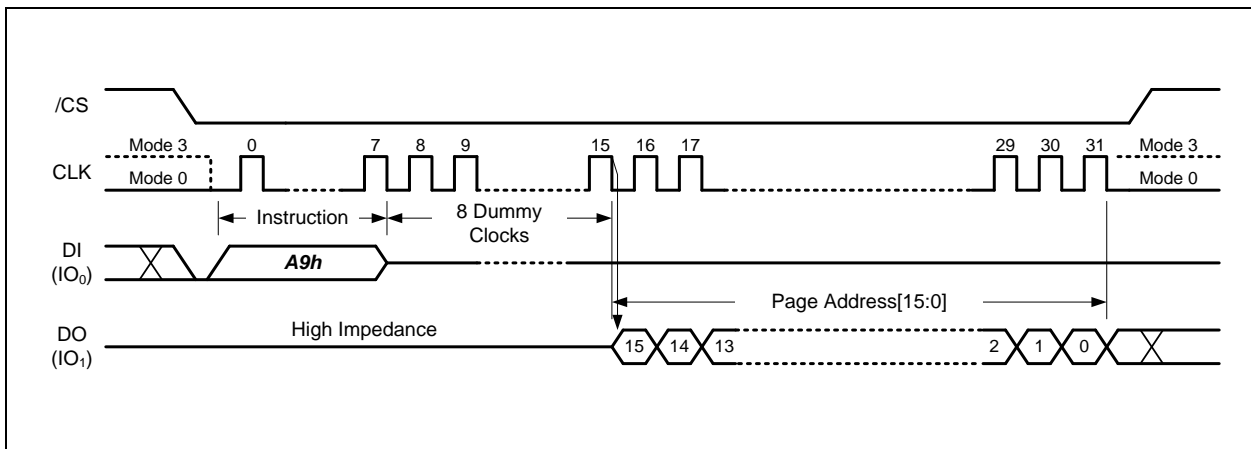 /CS
CLK
Mode 3
Mode 0
0 7 8 9 15 16 17 29 30 31
Mode 3
Mode 0
Instruction
8 Dummy
Clocks
DI
(IO₀)
A9h
Page Address[15:0]
DO
(IO₁)
High Impedance
15 14 13 2 1 0